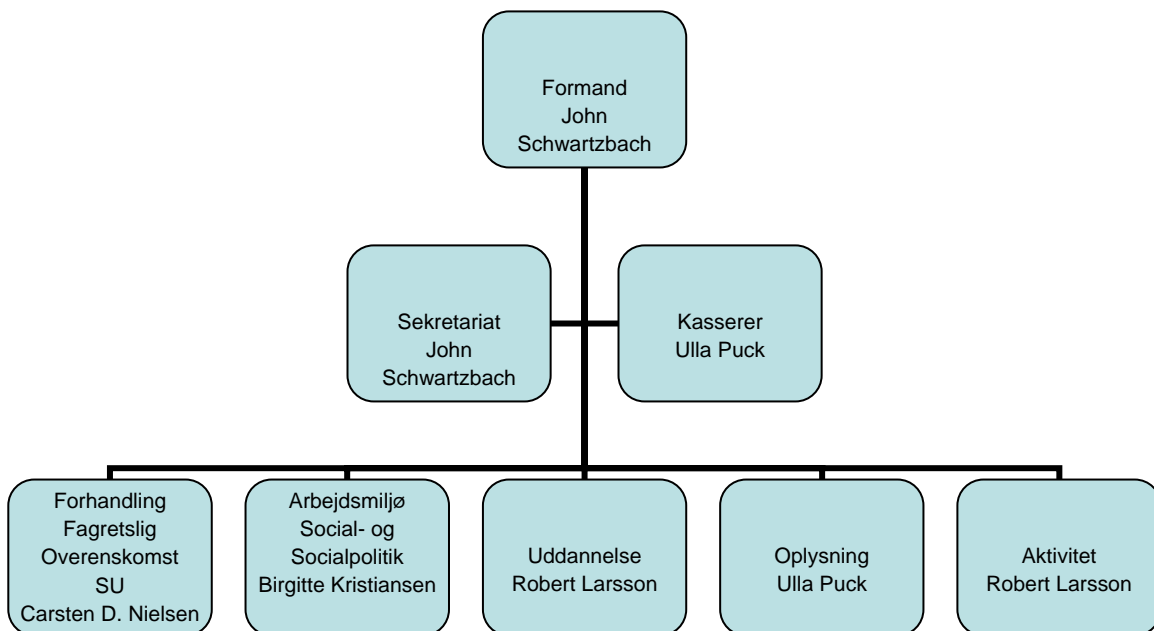 Formand
John
Schwartzbach
Sekretariat
John
Schwartzbach
Kasserer
Ulla Puck
Forhandling
Fagretslig
Overenskomst
SU
Carsten D. Nielsen
Arbejdsmiljø
Social- og
Socialpolitik
Birgitte Kristiansen
Uddannelse
Robert Larsson
Oplysning
Ulla Puck
Aktivitet
Robert Larsson